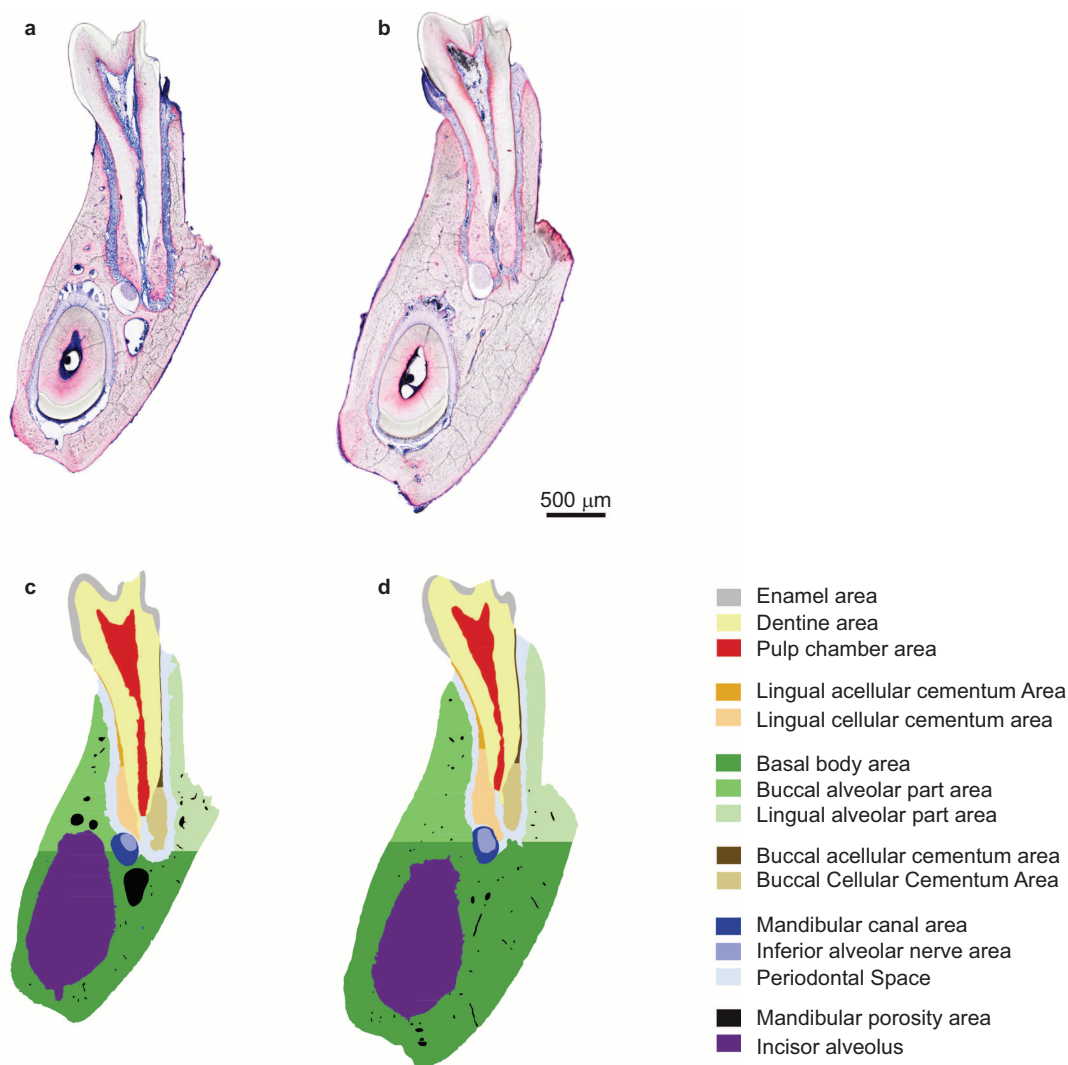 a
b
500 μm
c
d
Enamel area
Dentine area
Pulp chamber area
Lingual acellular cementum Area
Lingual cellular cementum area
Basal body area
Buccal alveolar part area
Lingual alveolar part area
Buccal acellular cementum area
Buccal Cellular Cementum Area
Mandibular canal area
Inferior alveolar nerve area
Periodontal Space
Mandibular porosity area
Incisor alveolus